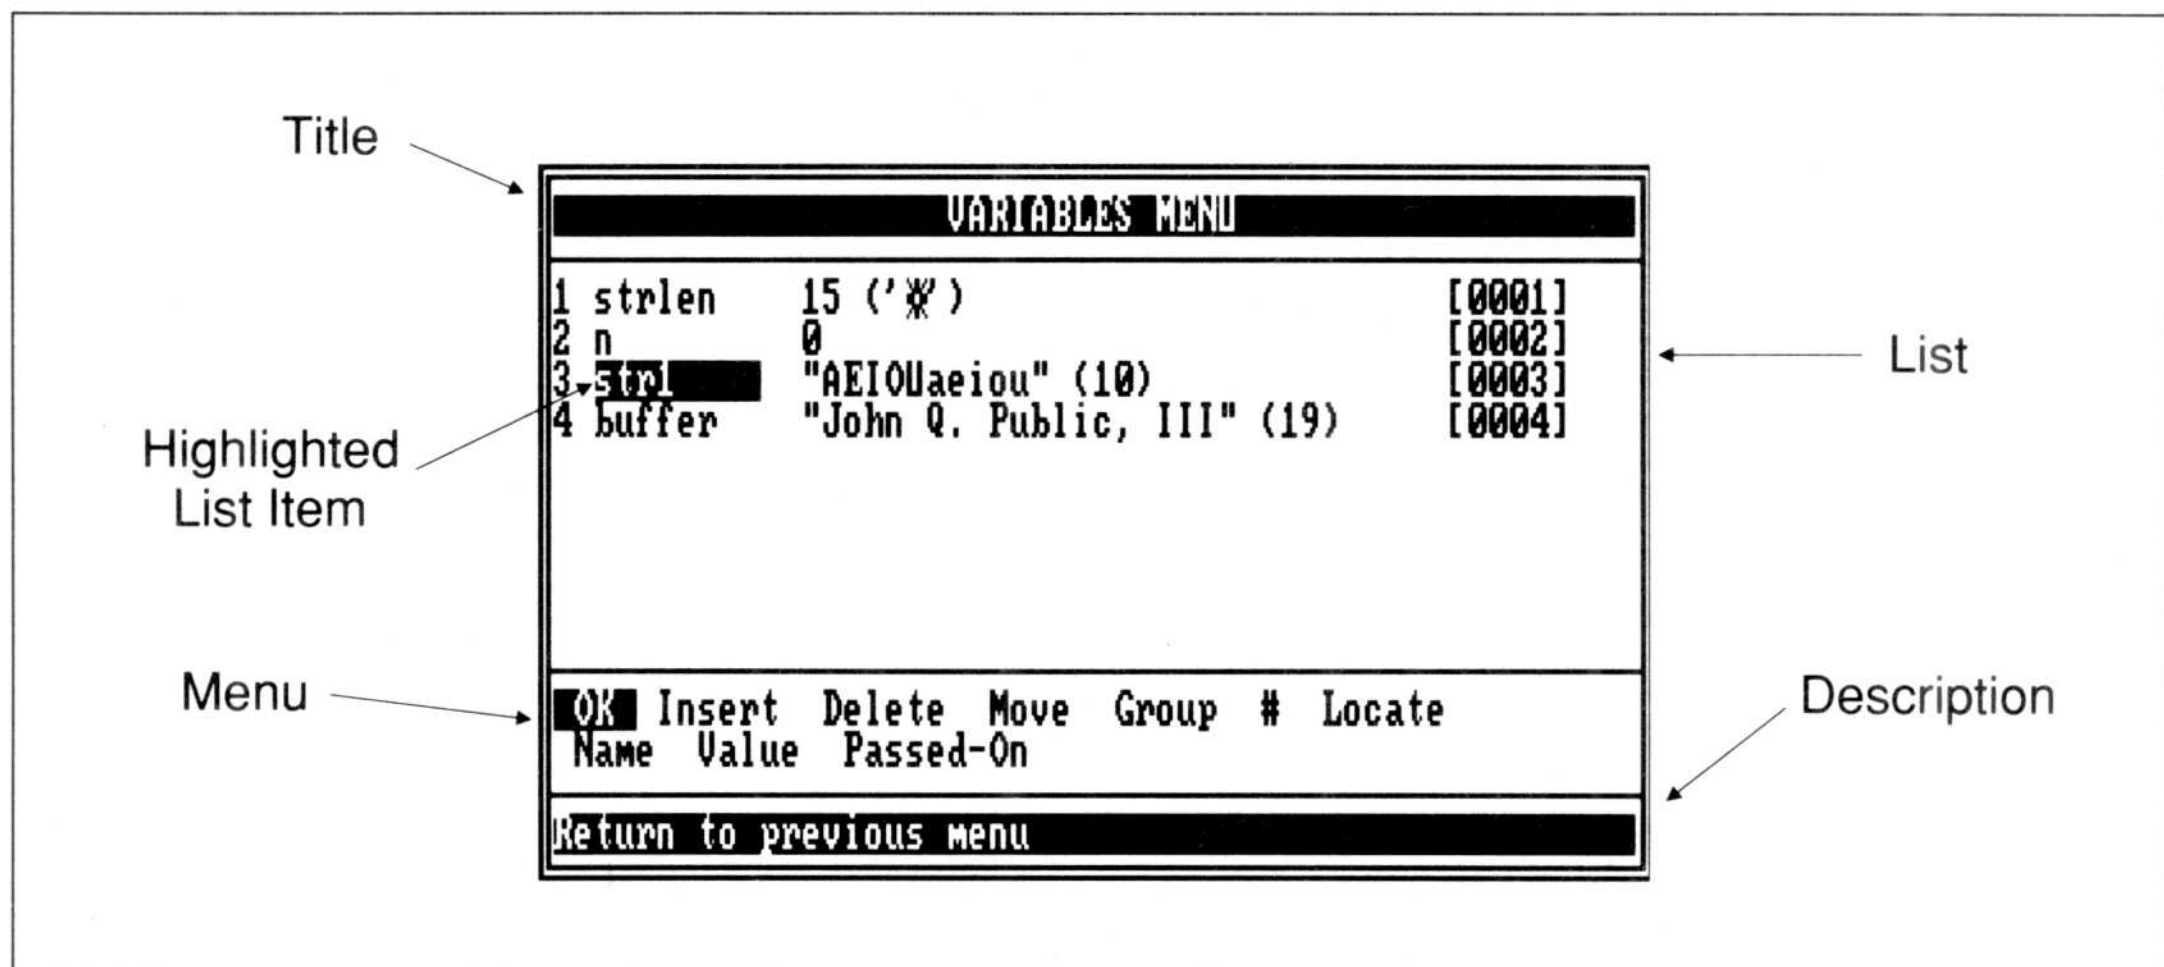 Title
VARIABLES MENU
1 strlen 15 ('☼') [0001]
2 n 0 [0002]
3 strl "AEIOUaeiou" (10) [0003]
4 buffer "John Q. Public, III" (19) [0004]
List
Highlighted
List Item
Menu
OK Insert Delete Move Group # Locate
Name Value Passed-On
Description
Return to previous menu